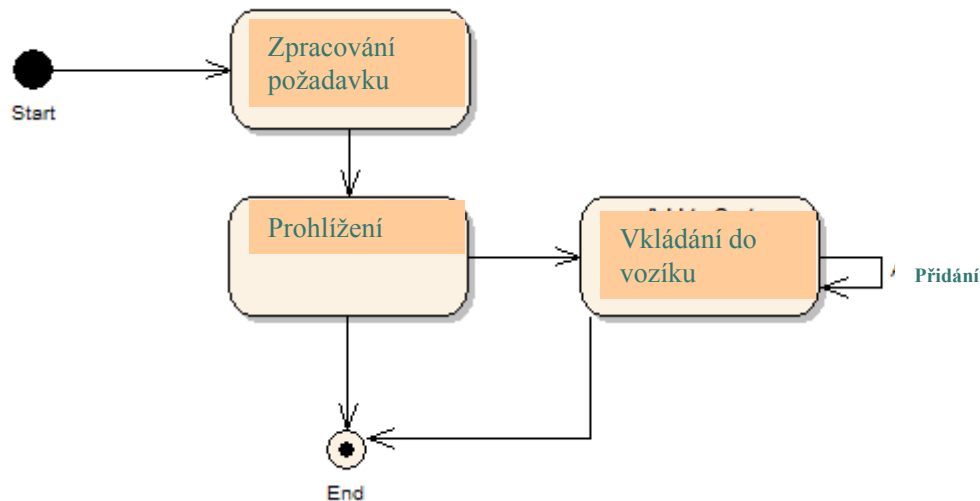 Zpracování
požadavku
Start
Prohlížení
Vkládání do
vozíku
Přidání
End